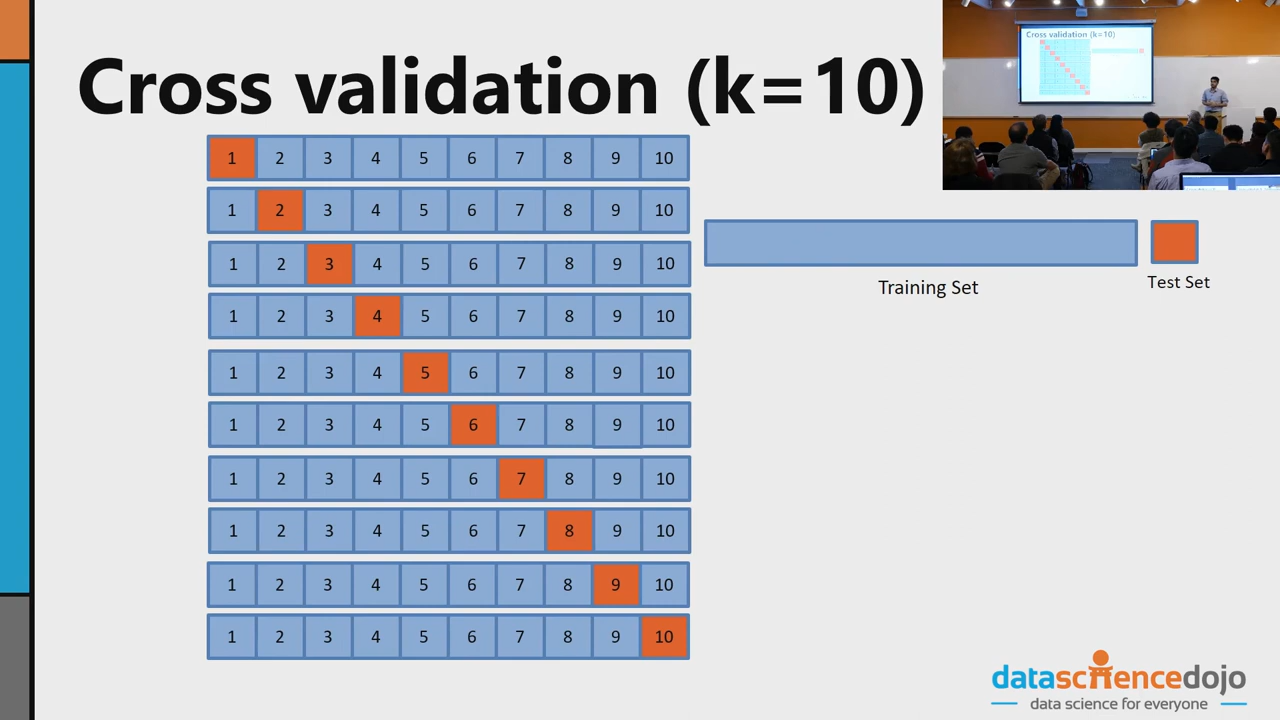 Cross validation (k=10)
Cross validation (k=10)
1 2 3 4 5 6 7 8 9 10
1 2 3 4 5 6 7 8 9 10
1 2 3 4 5 6 7 8 9 10
1 2 3 4 5 6 7 8 9 10
1 2 3 4 5 6 7 8 9 10
1 2 3 4 5 6 7 8 9 10
1 2 3 4 5 6 7 8 9 10
1 2 3 4 5 6 7 8 9 10
1 2 3 4 5 6 7 8 9 10
1 2 3 4 5 6 7 8 9 10
Training Set
Test Set
datasciencedojo
data science for everyone